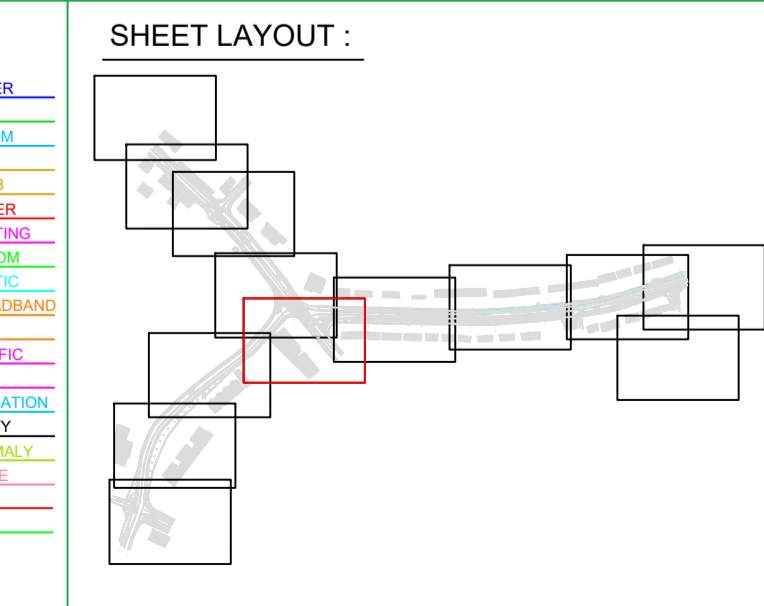 SHEET LAYOUT :
ER
M
B
ER
TING
OM
TIC
ADBAND
FIC
ATION
Y
MALY
E